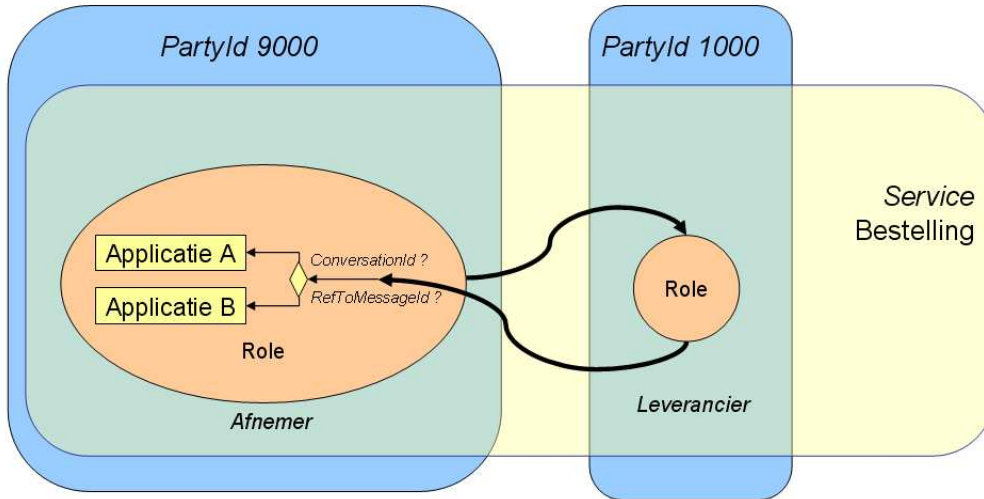 PartyId 9000
PartyId 1000
Service
Bestelling
Applicatie A
ConversationId ?
Applicatie B
RefToMessageId ?
Role
Role
Afnemer
Leverancier